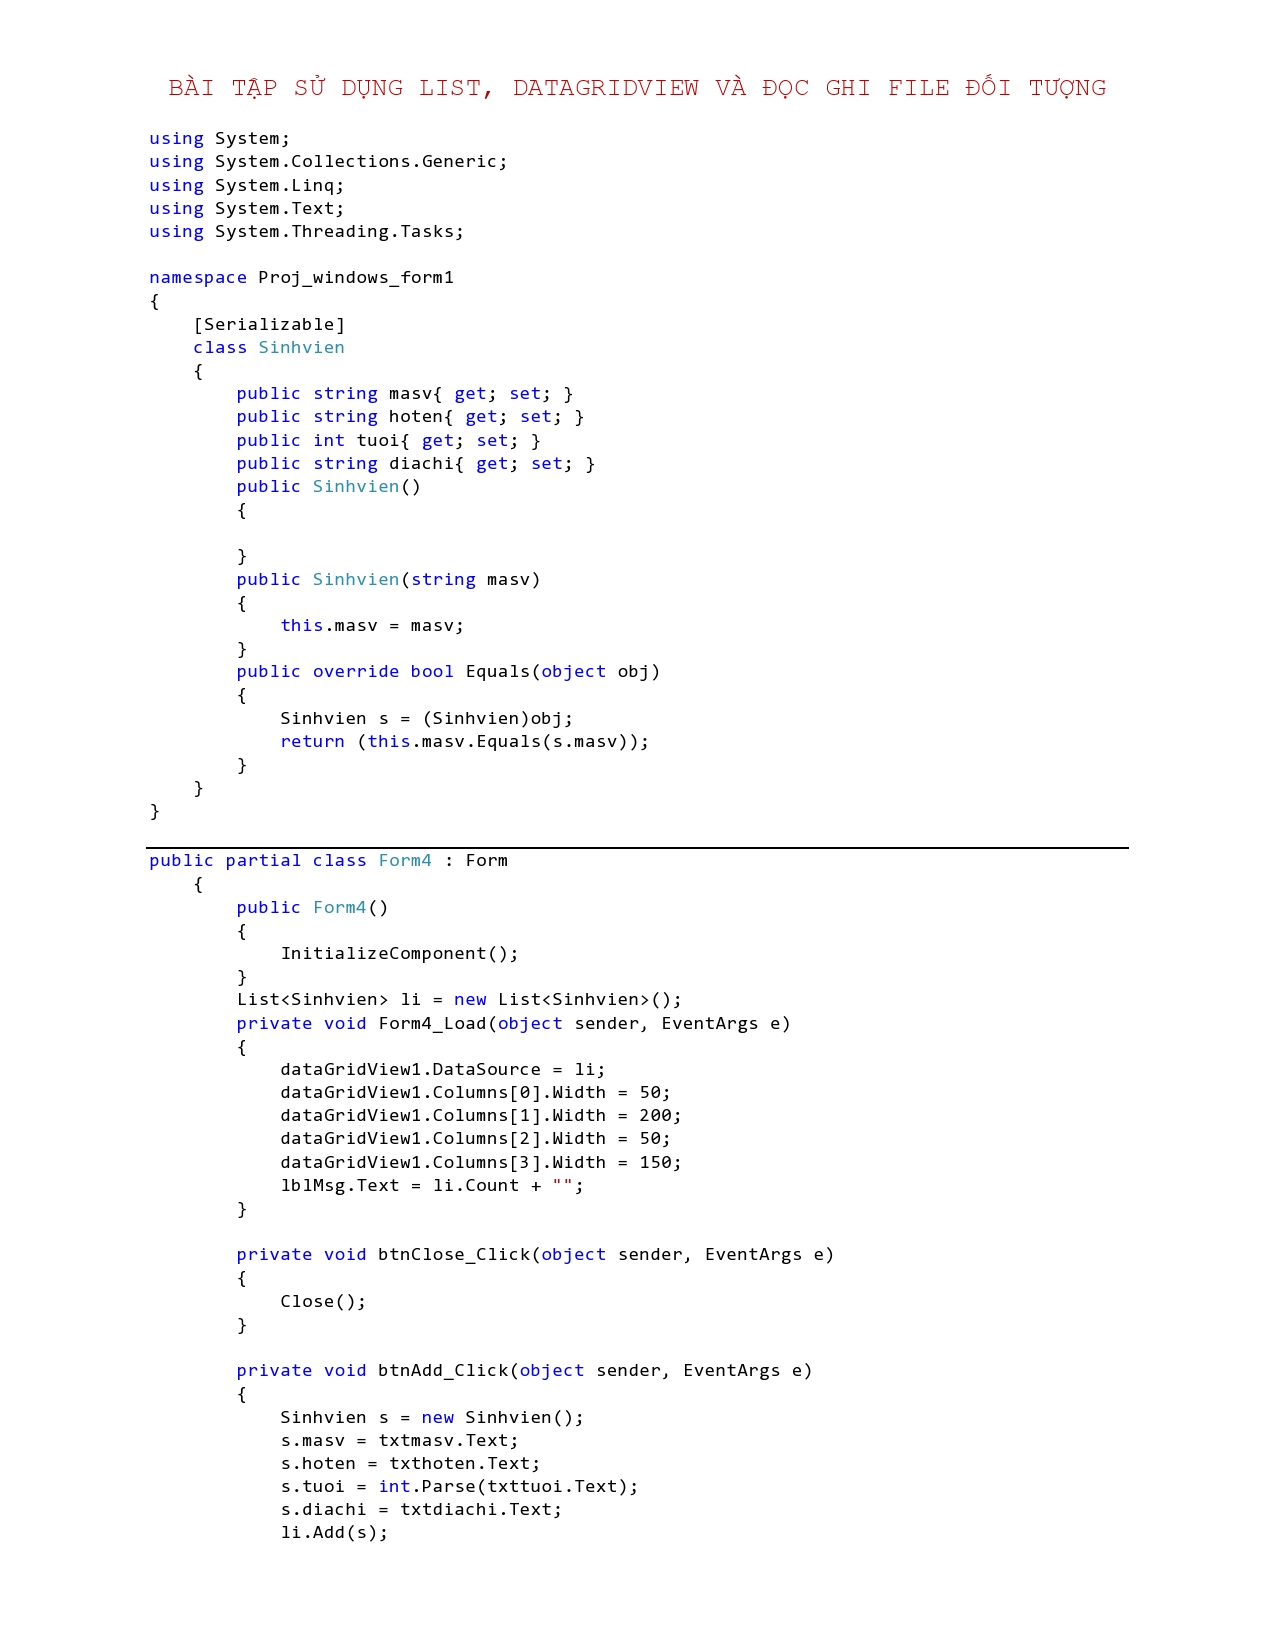 BÀI TẬP SỬ DỤNG LIST, DATAGRIDVIEW VÀ ĐỌC GHI FILE ĐỐI TƯỢNG
using System;
using System.Collections.Generic;
using System.Linq;
using System.Text;
using System.Threading.Tasks;

namespace Proj_windows_form1
{
    [Serializable]
    class Sinhvien
    {
        public string masv{ get; set; }
        public string hoten{ get; set; }
        public int tuoi{ get; set; }
        public string diachi{ get; set; }
        public Sinhvien()
        {

        }
        public Sinhvien(string masv)
        {
            this.masv = masv;
        }
        public override bool Equals(object obj)
        {
            Sinhvien s = (Sinhvien)obj;
            return (this.masv.Equals(s.masv));
        }
    }
}
public partial class Form4 : Form
    {
        public Form4()
        {
            InitializeComponent();
        }
        List<Sinhvien> li = new List<Sinhvien>();
        private void Form4_Load(object sender, EventArgs e)
        {
            dataGridView1.DataSource = li;
            dataGridView1.Columns[0].Width = 50;
            dataGridView1.Columns[1].Width = 200;
            dataGridView1.Columns[2].Width = 50;
            dataGridView1.Columns[3].Width = 150;
            lblMsg.Text = li.Count + "";
        }

        private void btnClose_Click(object sender, EventArgs e)
        {
            Close();
        }

        private void btnAdd_Click(object sender, EventArgs e)
        {
            Sinhvien s = new Sinhvien();
            s.masv = txtmasv.Text;
            s.hoten = txthoten.Text;
            s.tuoi = int.Parse(txttuoi.Text);
            s.diachi = txtdiachi.Text;
            li.Add(s);